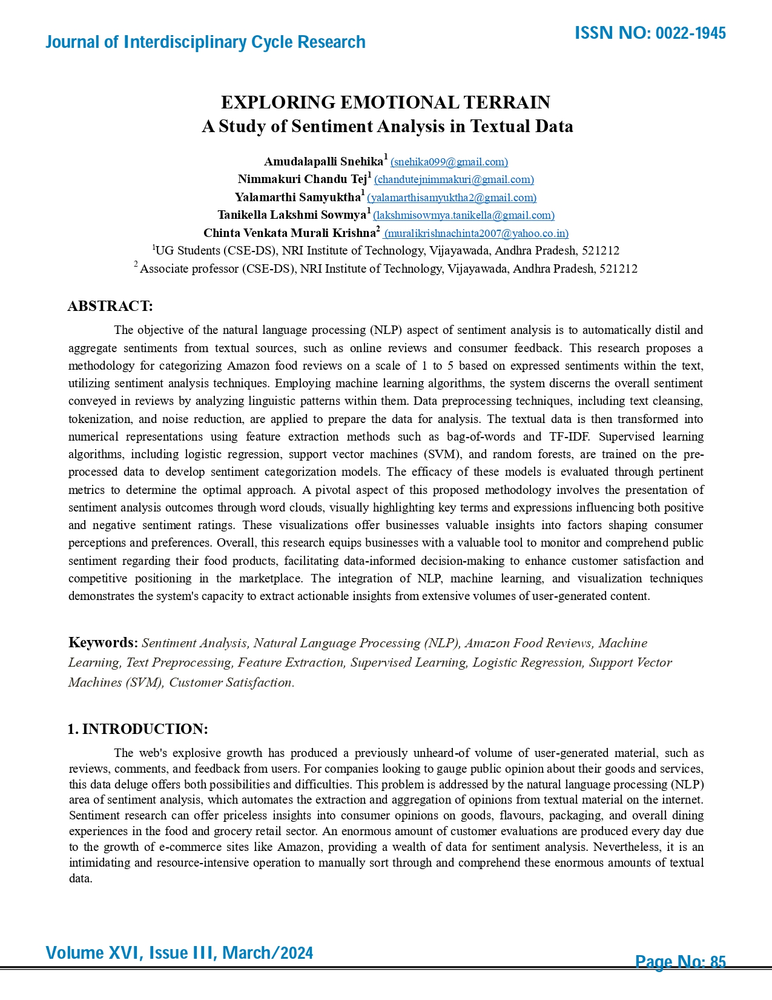 Journal of Interdisciplinary Cycle Research
ISSN NO: 0022-1945
EXPLORING EMOTIONAL TERRAIN
A Study of Sentiment Analysis in Textual Data
Amudalapalli Snehika1 (snehika099@gmail.com)
Nimmakuri Chandu Tej1 (chandutejnimmakuri@gmail.com)
Yalamarthi Samyuktha1 (yalamarthisamyuktha2@gmail.com)
Tanikella Lakshmi Sowmya1 (lakshmisowmya.tanikella@gmail.com)
Chinta Venkata Murali Krishna2 (muralikrishnachinta2007@yahoo.co.in)
1UG Students (CSE-DS), NRI Institute of Technology, Vijayawada, Andhra Pradesh, 521212
2 Associate professor (CSE-DS), NRI Institute of Technology, Vijayawada, Andhra Pradesh, 521212
ABSTRACT:
The objective of the natural language processing (NLP) aspect of sentiment analysis is to automatically distil and
aggregate sentiments from textual sources, such as online reviews and consumer feedback. This research proposes a
methodology for categorizing Amazon food reviews on a scale of 1 to 5 based on expressed sentiments within the text,
utilizing sentiment analysis techniques. Employing machine learning algorithms, the system discerns the overall sentiment
conveyed in reviews by analyzing linguistic patterns within them. Data preprocessing techniques, including text cleansing,
tokenization, and noise reduction, are applied to prepare the data for analysis. The textual data is then transformed into
numerical representations using feature extraction methods such as bag-of-words and TF-IDF. Supervised learning
algorithms, including logistic regression, support vector machines (SVM), and random forests, are trained on the pre-
processed data to develop sentiment categorization models. The efficacy of these models is evaluated through pertinent
metrics to determine the optimal approach. A pivotal aspect of this proposed methodology involves the presentation of
sentiment analysis outcomes through word clouds, visually highlighting key terms and expressions influencing both positive
and negative sentiment ratings. These visualizations offer businesses valuable insights into factors shaping consumer
perceptions and preferences. Overall, this research equips businesses with a valuable tool to monitor and comprehend public
sentiment regarding their food products, facilitating data-informed decision-making to enhance customer satisfaction and
competitive positioning in the marketplace. The integration of NLP, machine learning, and visualization techniques
demonstrates the system's capacity to extract actionable insights from extensive volumes of user-generated content.
Keywords: Sentiment Analysis, Natural Language Processing (NLP), Amazon Food Reviews, Machine
Learning, Text Preprocessing, Feature Extraction, Supervised Learning, Logistic Regression, Support Vector
Machines (SVM), Customer Satisfaction.
1. INTRODUCTION:
The web's explosive growth has produced a previously unheard-of volume of user-generated material, such as
reviews, comments, and feedback from users. For companies looking to gauge public opinion about their goods and services,
this data deluge offers both possibilities and difficulties. This problem is addressed by the natural language processing (NLP)
area of sentiment analysis, which automates the extraction and aggregation of opinions from textual material on the internet.
Sentiment research can offer priceless insights into consumer opinions on goods, flavours, packaging, and overall dining
experiences in the food and grocery retail sector. An enormous amount of customer evaluations are produced every day due
to the growth of e-commerce sites like Amazon, providing a wealth of data for sentiment analysis. Nevertheless, it is an
intimidating and resource-intensive operation to manually sort through and comprehend these enormous amounts of textual
data.
Volume XVI, Issue III, March/2024
Page No: 85